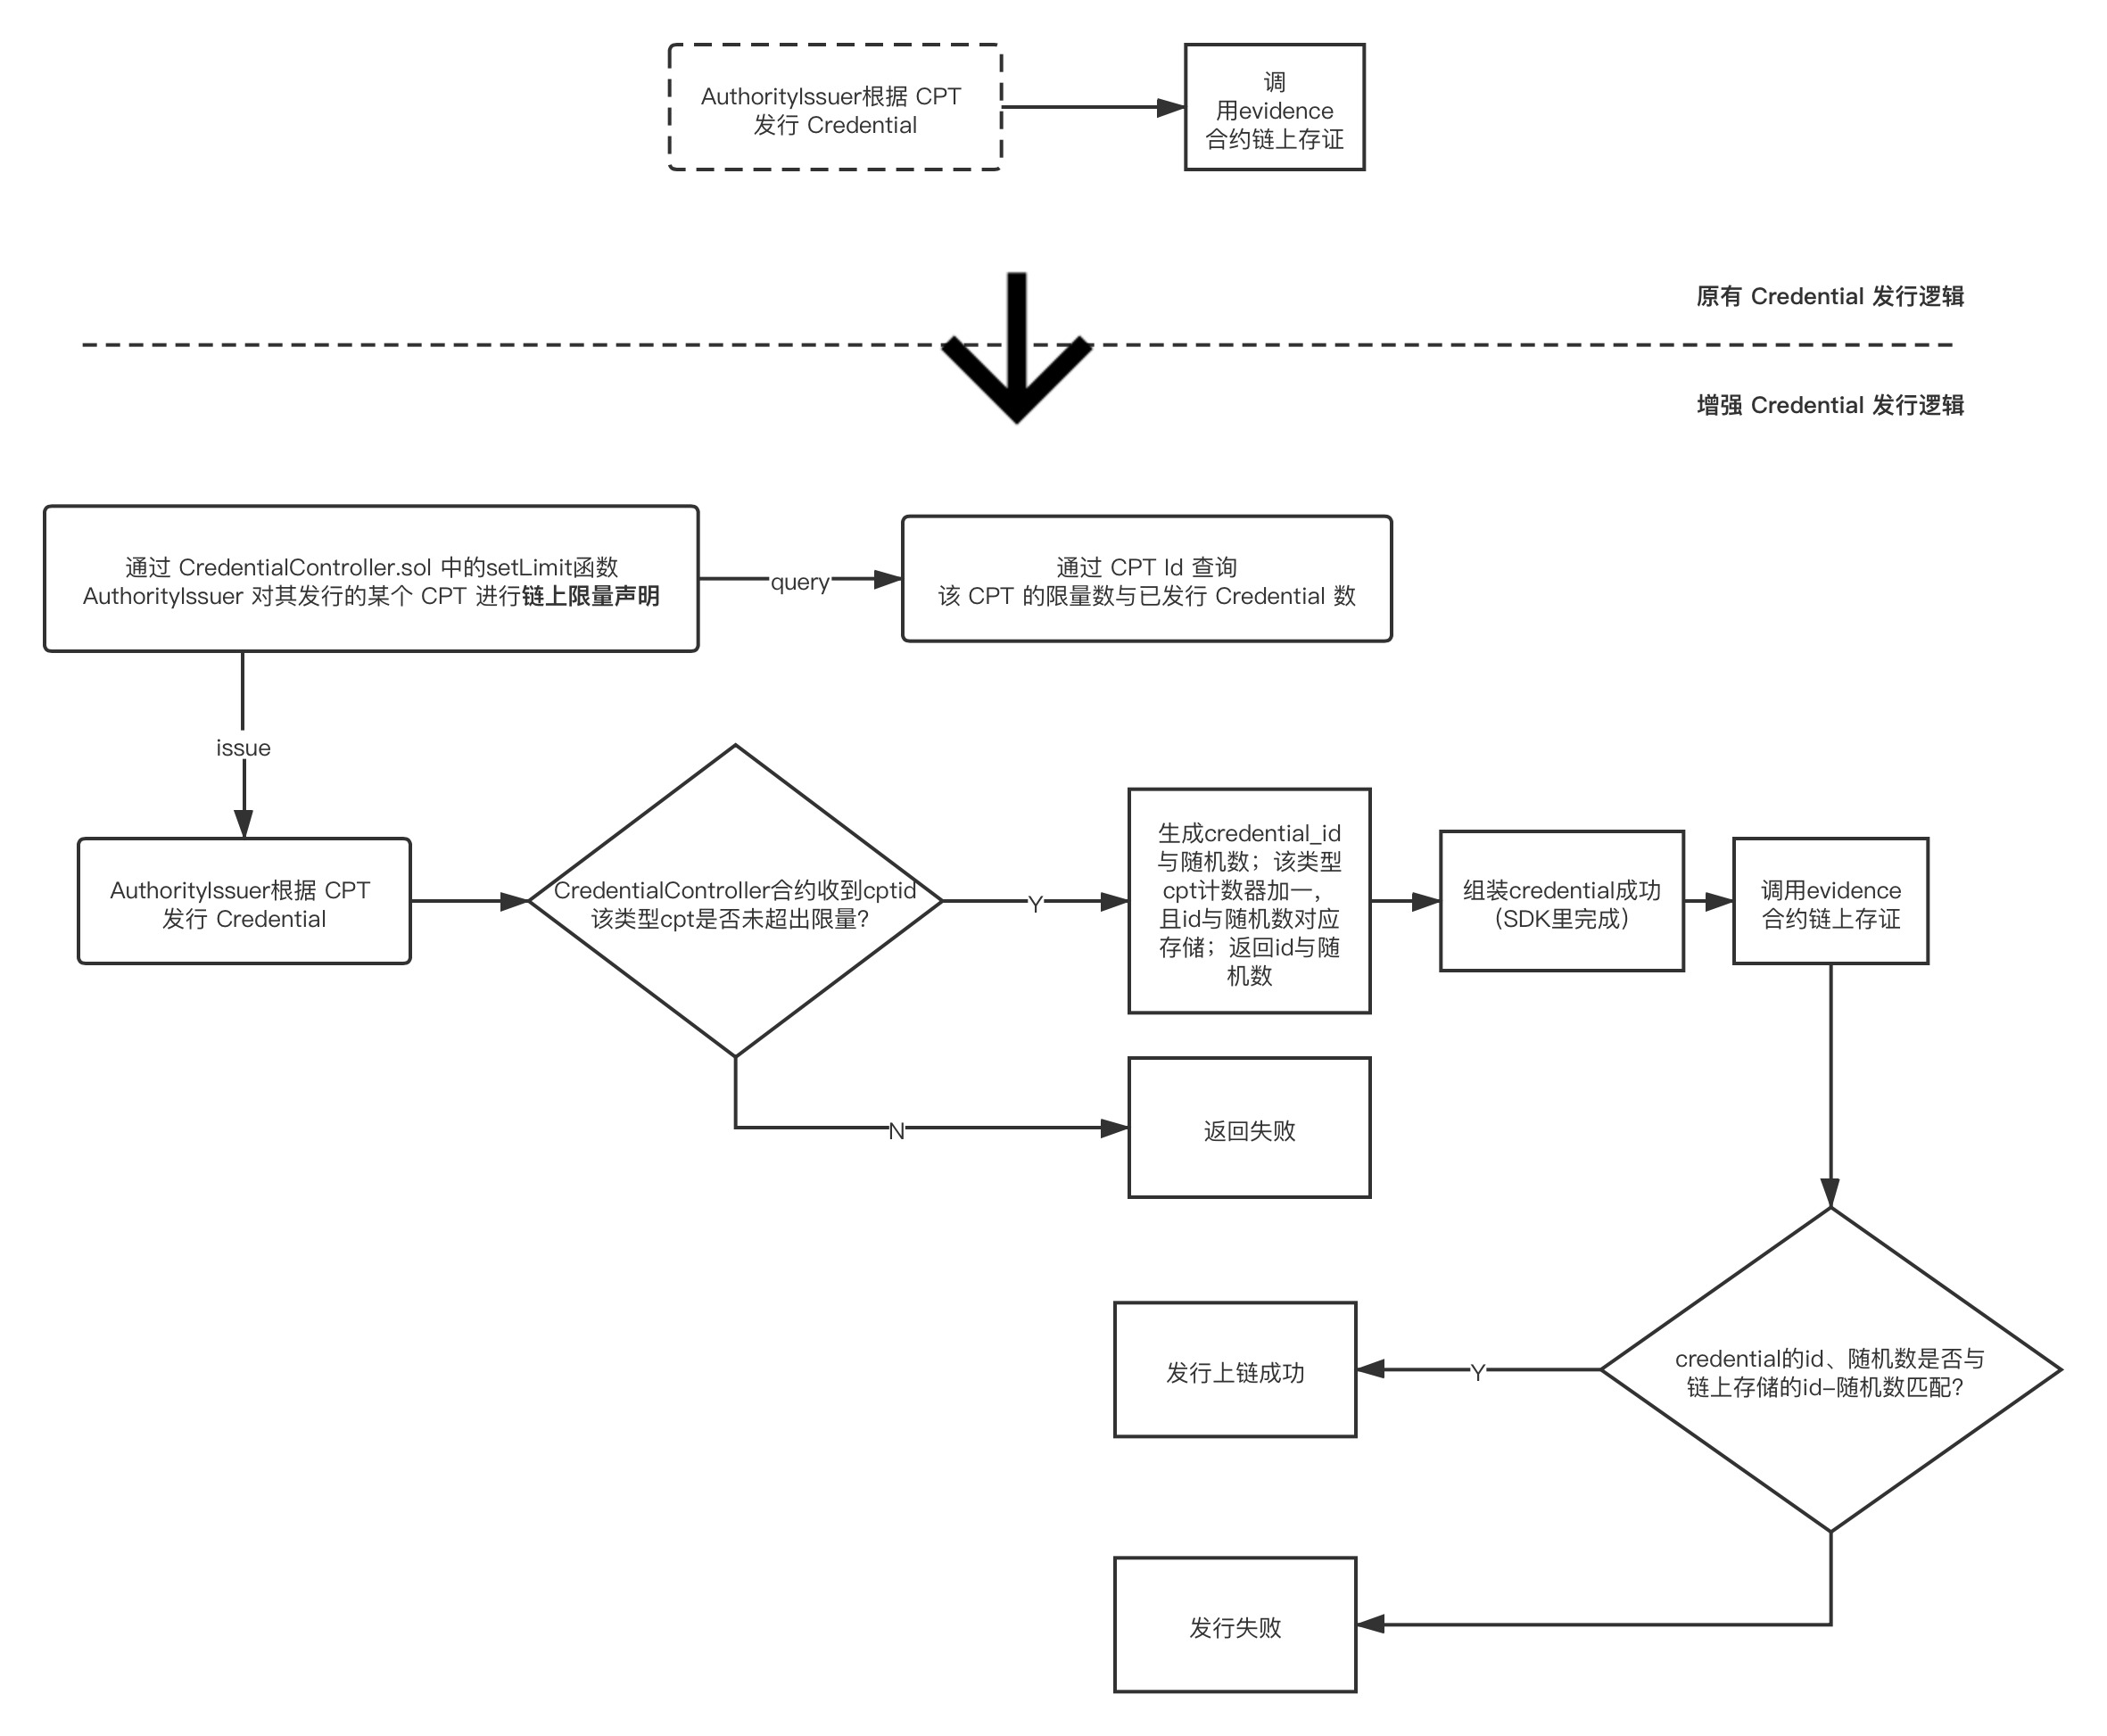 AuthorityIssuer根据 CPT
发行 Credential
调
用evidence
合约链上存证
原有 Credential 发行逻辑
增强 Credential 发行逻辑
通过 CredentialController.sol 中的setLimit函数
AuthorityIssuer 对其发行的某个 CPT 进行链上限量声明
query
通过 CPT Id 查询
该 CPT 的限量数与已发行 Credential 数
issue
AuthorityIssuer根据 CPT
发行 Credential
CredentialController合约收到cptid
该类型cpt是否未超出限量?
Y
生成credential_id
与随机数；该类型
cpt计数器加一，
且id与随机数对应
存储；返回id与随
机数
组装credential成功
（SDK里完成）
调用evidence
合约链上存证
N
返回失败
credential的id、随机数是否与
链上存储的id-随机数匹配?
Y
发行上链成功
发行失败